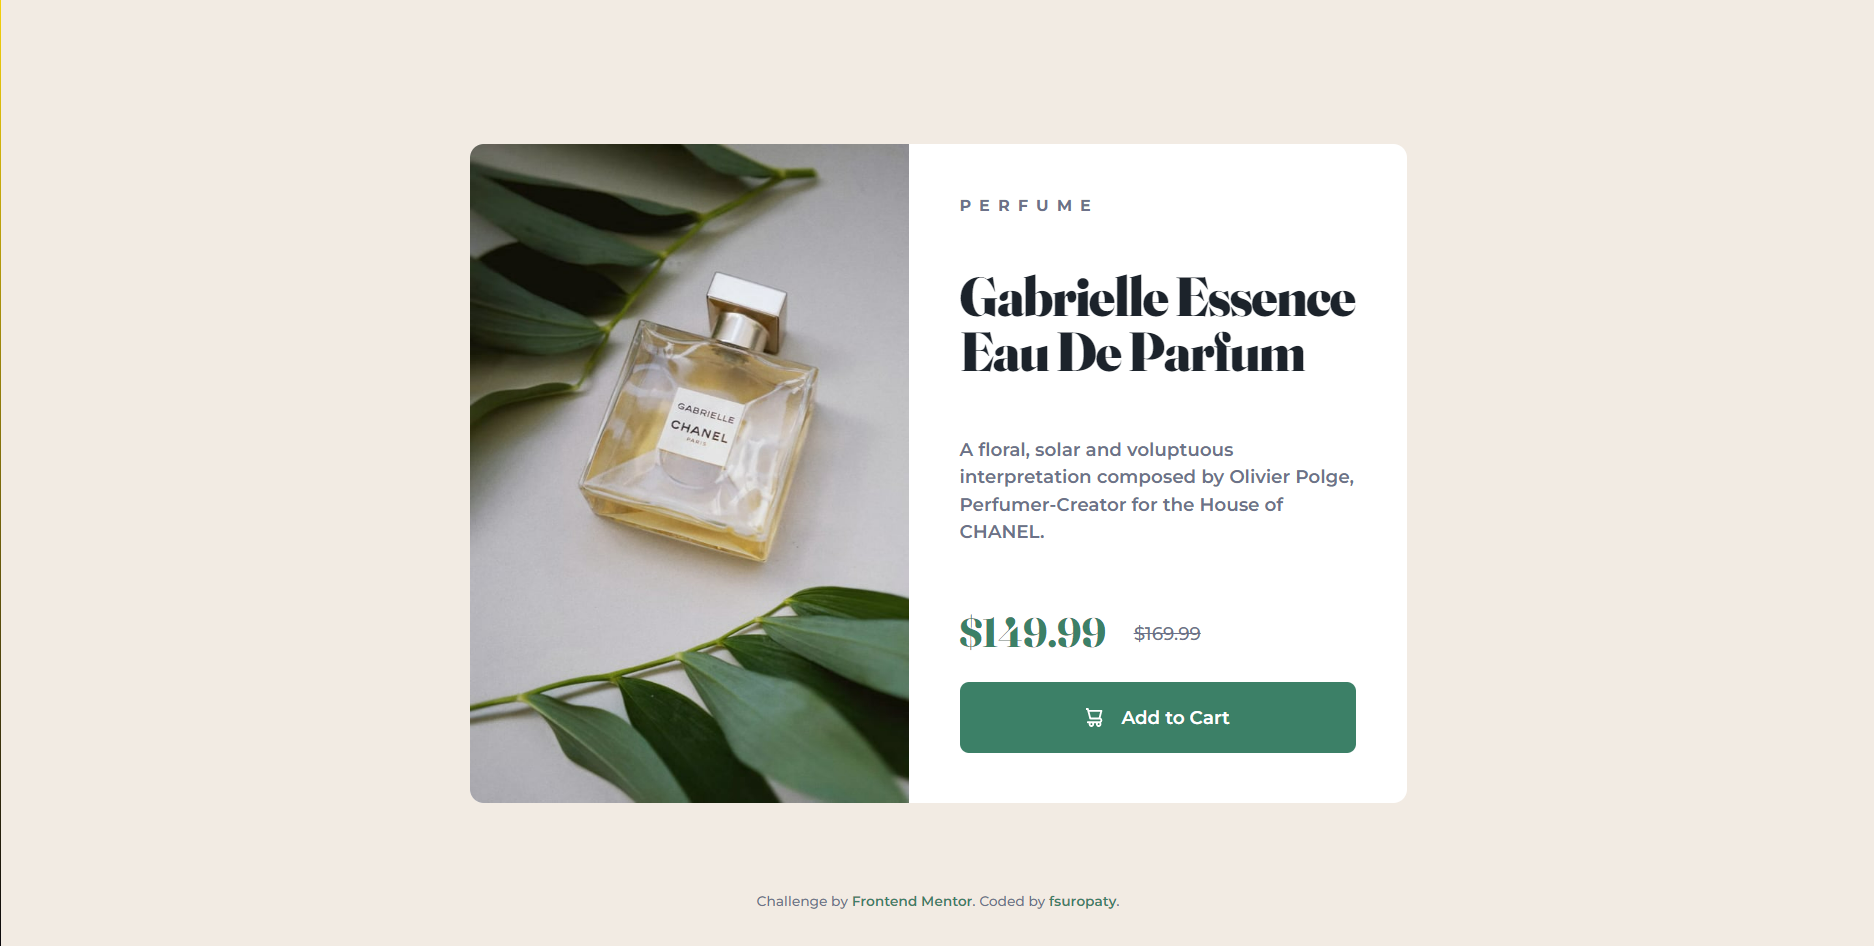 GABRIELLE
CHANEL
PARIS
PERFUME
Gabrielle Essence
Eau De Parfum
A floral, solar and voluptuous
interpretation composed by Olivier Polge,
Perfumer-Creator for the House of
CHANEL.
$149.99 $169.99
Add to Cart
Challenge by Frontend Mentor. Coded by fsuropaty.